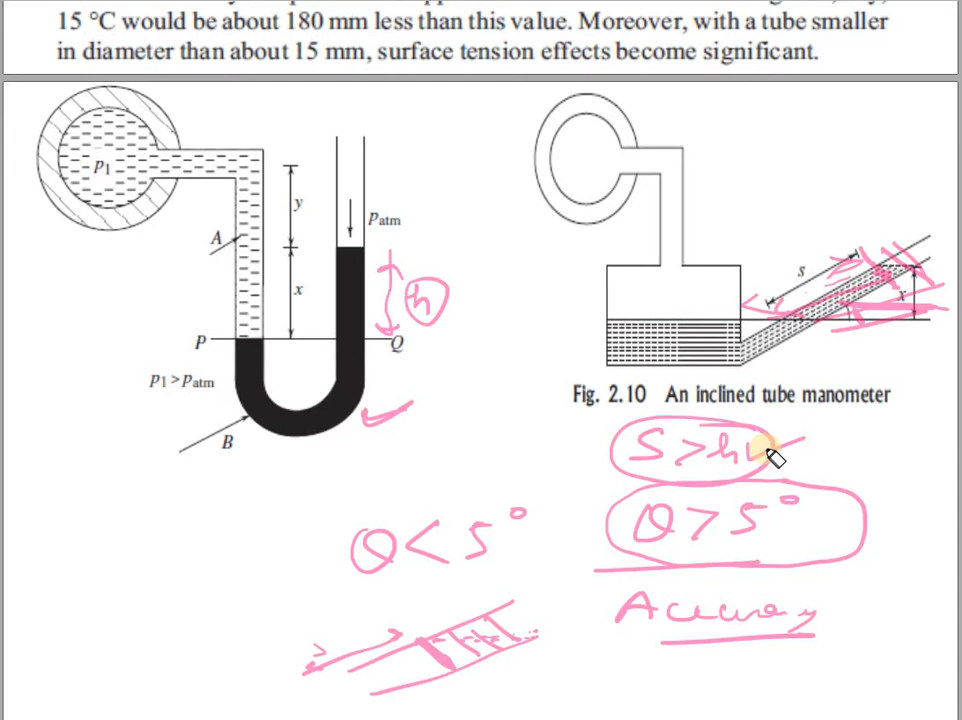 15 °C would be about 180 mm less than this value. Moreover, with a tube smaller
in diameter than about 15 mm, surface tension effects become significant.
p1
y
patm
A
s
x
h
x
P
Q
p1 > patm
B
Fig. 2.10 An inclined tube manometer
S > h
θ < 5°
θ > 5°
Accuracy